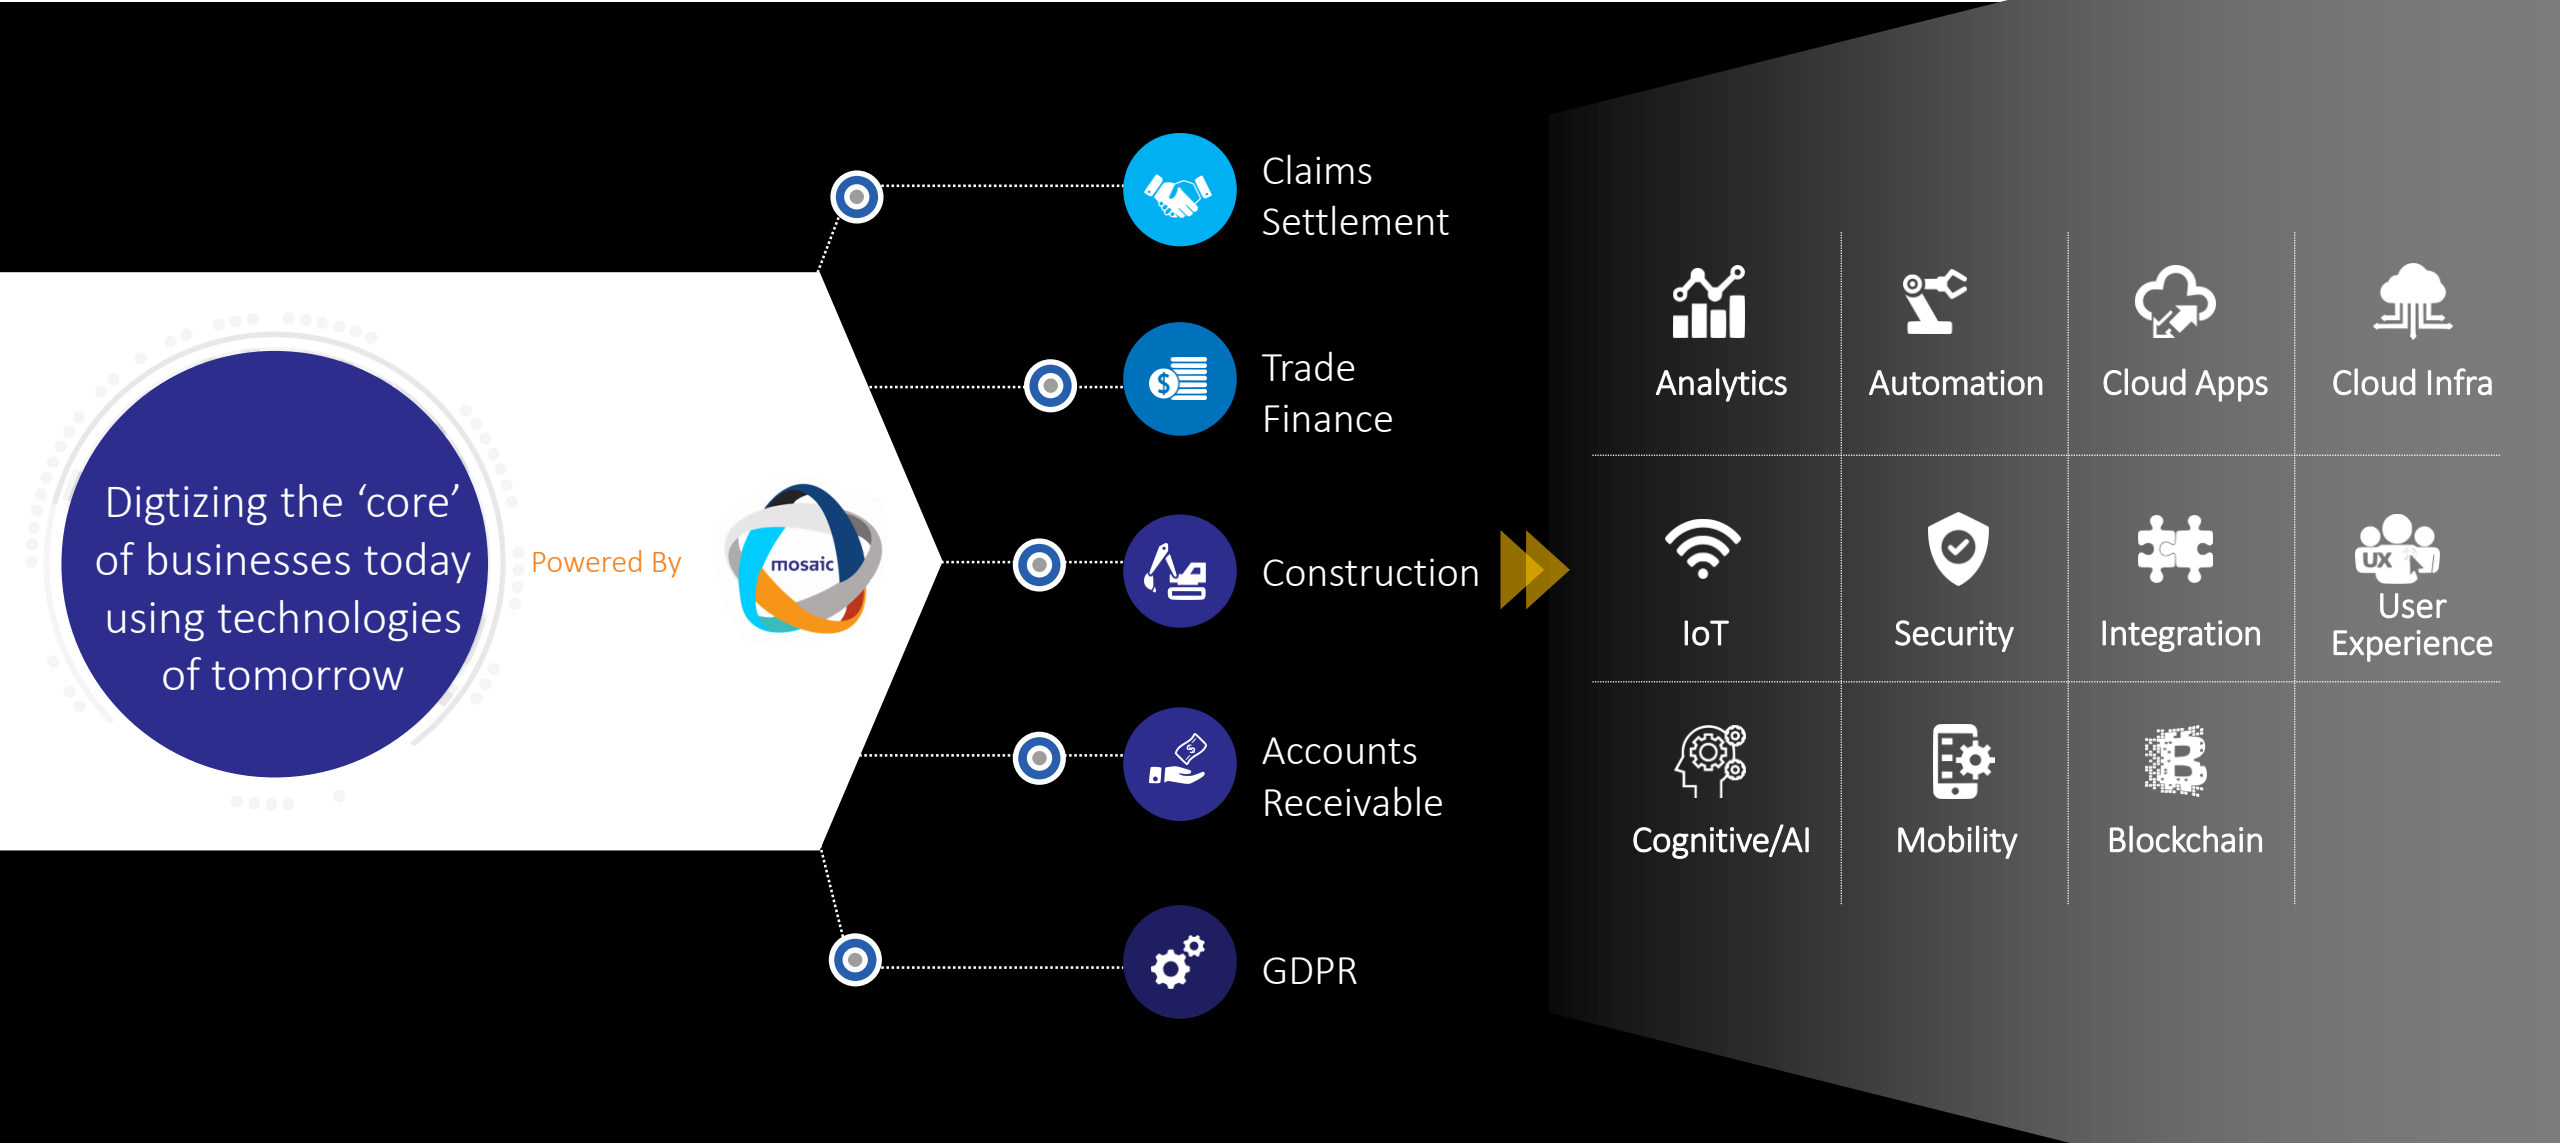 Digtizing the ‘core’
of businesses today
using technologies
of tomorrow
Powered By
mosaic
Claims
Settlement
Trade
Finance
Construction
Accounts
Receivable
GDPR
Analytics
Automation
Cloud Apps
Cloud Infra
IoT
Security
Integration
UX
User
Experience
Cognitive/AI
Mobility
Blockchain